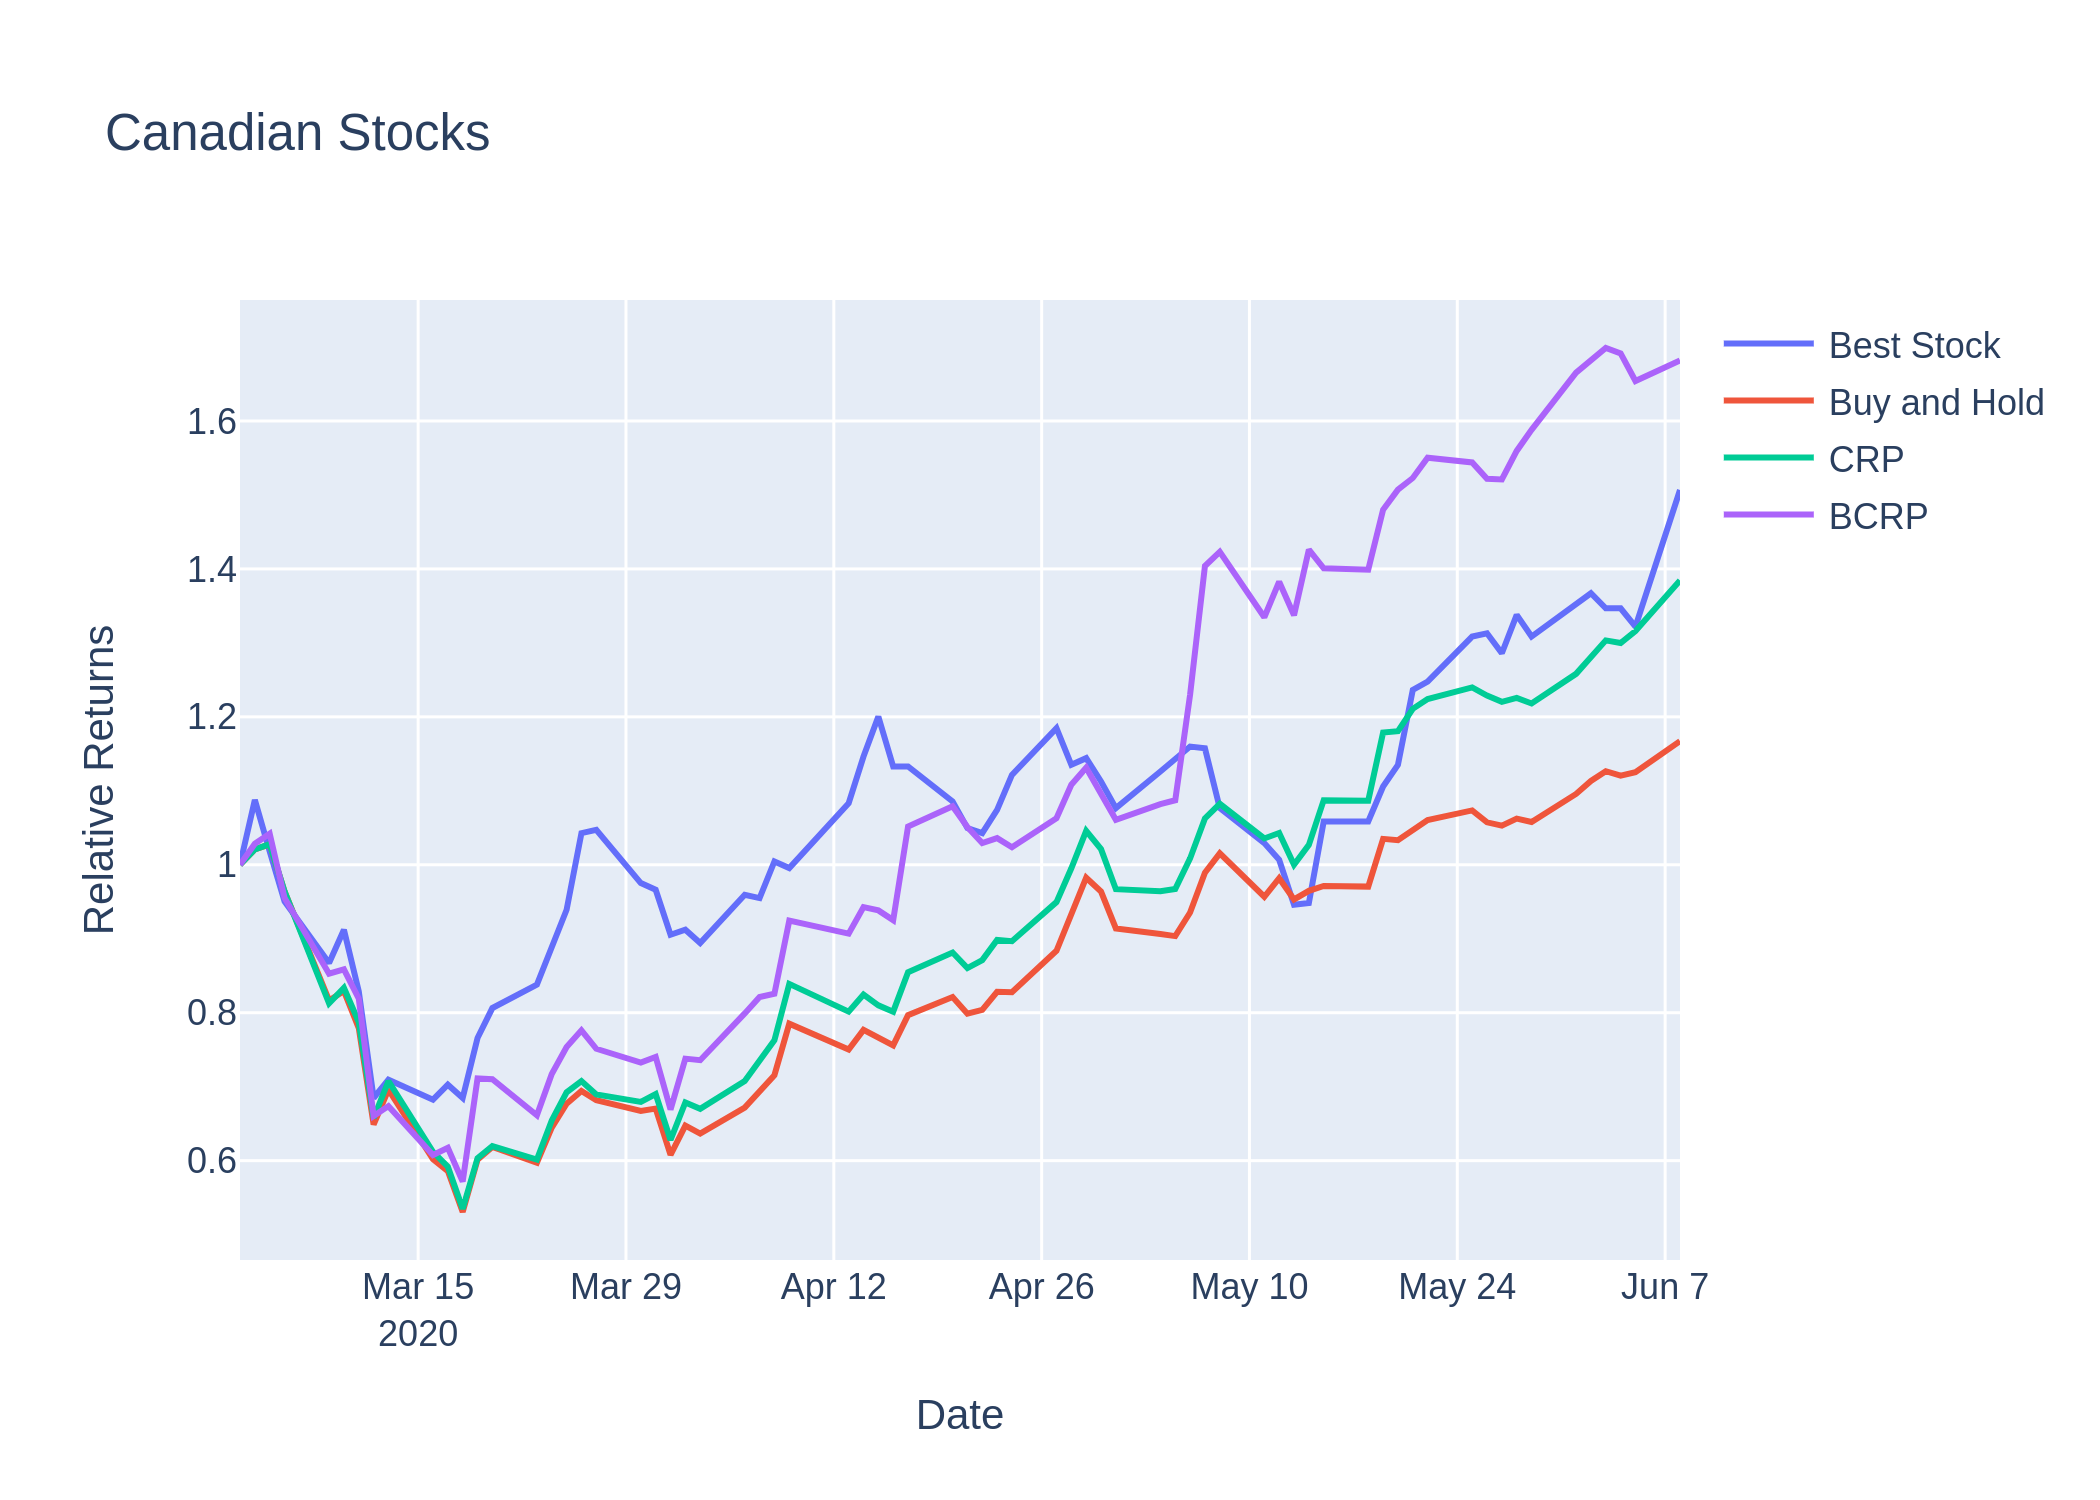 Canadian Stocks
Best Stock
Buy and Hold
CRP
BCRP
Relative Returns
1.6
1.4
1.2
1
0.8
0.6
Mar 15
2020
Mar 29
Apr 12
Apr 26
May 10
May 24
Jun 7
Date